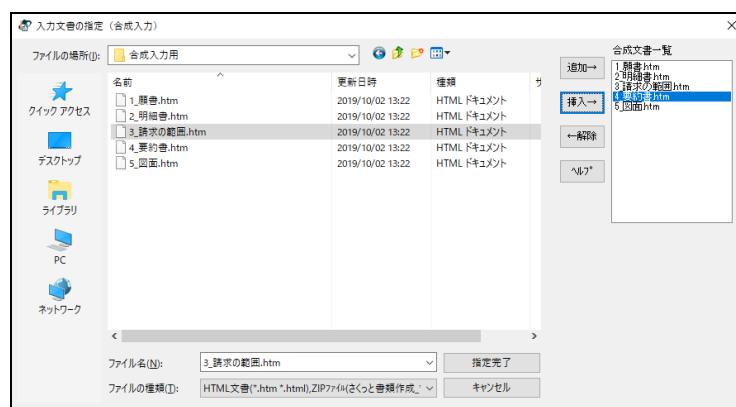 入力文書の指定（合成入力）
ファイルの場所(I): 合成入力用
合成文書一覧
追加→
挿入→
←解除
ヘルプ
1_願書.htm
2_明細書.htm
3_請求の範囲.htm
4_要約書.htm
5_図面.htm
クイック アクセス
デスクトップ
ライブラリ
PC
ネットワーク
名前 更新日時 種類 サ
1_願書.htm 2019/10/02 13:22 HTML ドキュメント
2_明細書.htm 2019/10/02 13:22 HTML ドキュメント
3_請求の範囲.htm 2019/10/02 13:22 HTML ドキュメント
4_要約書.htm 2019/10/02 13:22 HTML ドキュメント
5_図面.htm 2019/10/02 13:22 HTML ドキュメント
ファイル名(N): 3_請求の範囲.htm 指定完了
ファイルの種類(T): HTML文書(*.htm *.html),ZIPファイル(さくっと書類作成_ キャンセル